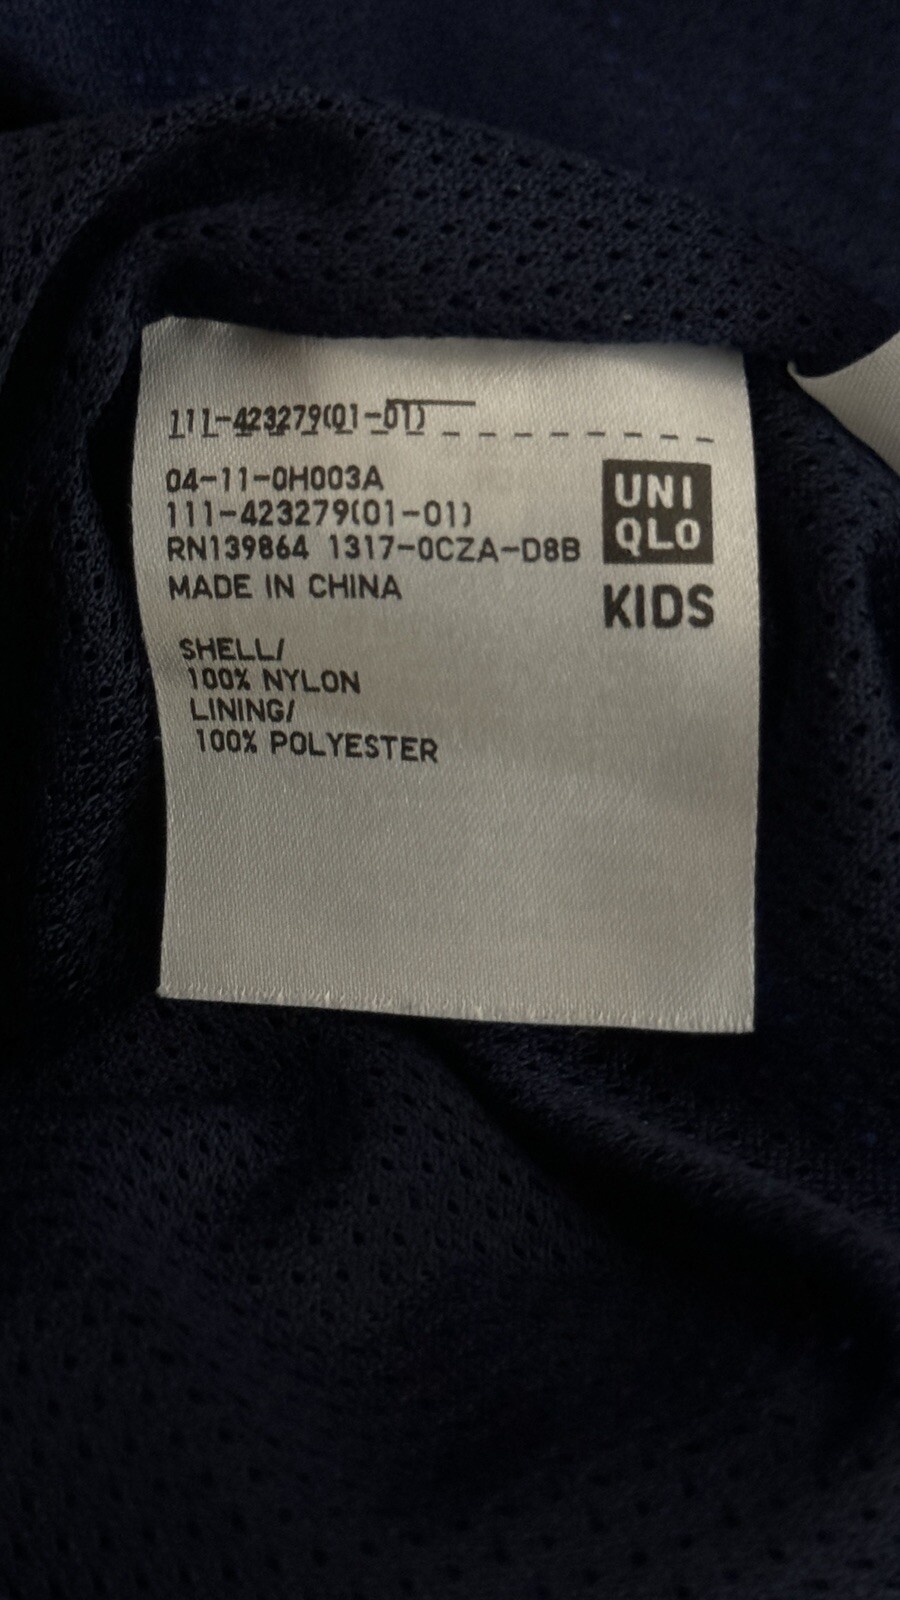 111-423279(01-01)
04-11-0H003A
111-423279(01-01)
RN139864 1317-0CZA-D8B
MADE IN CHINA
UNI
QLO
KIDS
SHELL/
100% NYLON
LINING/
100% POLYESTER